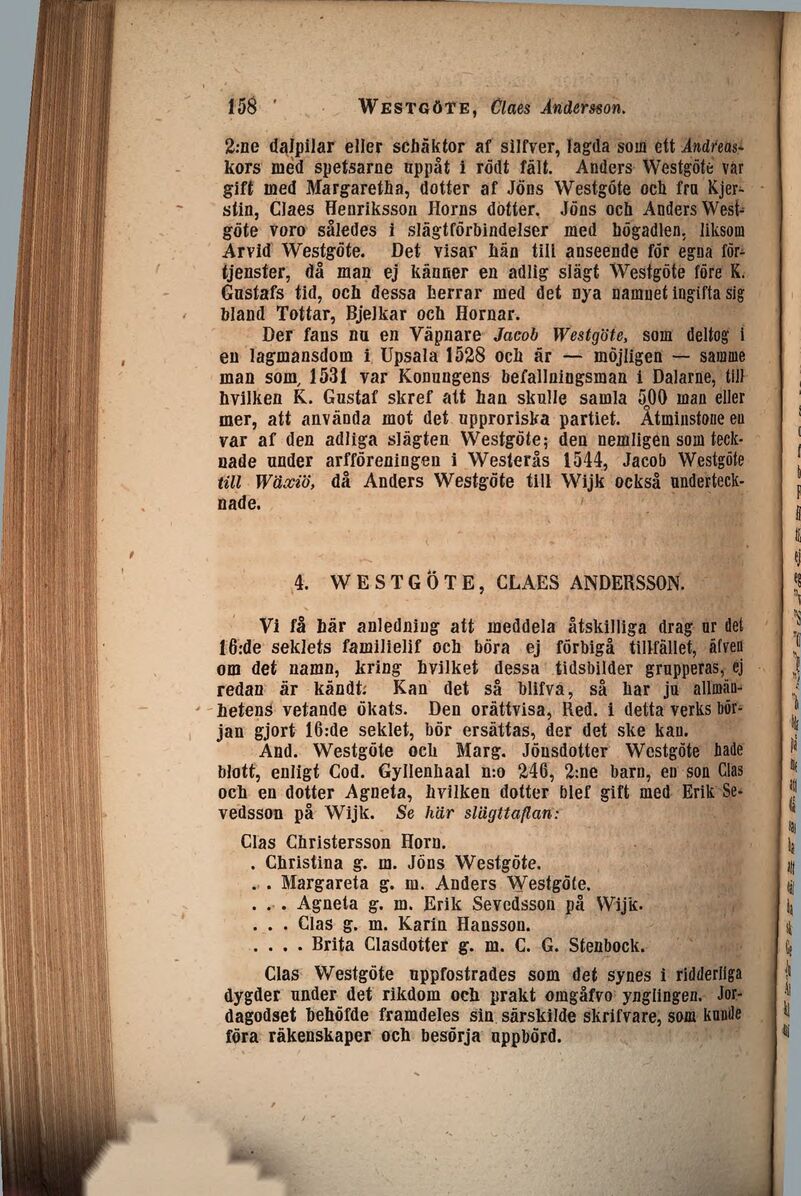 158 WESTGÖTE, Claes Andersson.
2:ne dalpilar eller schäktor af silfver, lagda som ett Andreas-
kors med spetsarne uppåt i rödt fält. Anders Westgöte var
gift med Margaretha, dotter af Jöns Westgöte och fru Kjer-
stin, Claes Henriksson Horns dotter. Jöns och Anders West-
göte voro således i slägtförbindelser med högadlen, liksom
Arvid Westgöte. Det visar hän till anseende för egna för-
tjenster, då man ej känner en adlig slägt Westgöte före K.
Gustafs tid, och dessa herrar med det nya namnet ingifta sig
bland Tottar, Bjelkar och Hornar.
Der fans nu en Väpnare Jacob Westgöte, som deltog i
en lagmansdom i Upsala 1528 och är — möjligen — samme
man som, 1531 var Konungens befallningsman i Dalarne, till
hvilken K. Gustaf skref att han skulle samla 500 man eller
mer, att använda mot det upproriska partiet. Åtminstone en
var af den adliga slägten Westgöte; den nemligen som teck-
nade under arfföreningen i Westerås 1544, Jacob Westgöte
till Wäxiö, då Anders Westgöte till Wijk också underteck-
nade.
4. WESTGÖTE, CLAES ANDERSSON.
Vi få här anledning att meddela åtskilliga drag ur det
16:de seklets familielif och böra ej förbigå tillfället, äfven
om det namn, kring hvilket dessa tidsbilder grupperas, ej
redan är kändt. Kan det så blifva, så har ju allmän-
hetens vetande ökats. Den orättvisa, Red. i detta verks bör-
jan gjort 16:de seklet, bör ersättas, der det ske kan.
And. Westgöte och Marg. Jönsdotter Westgöte hade
blott, enligt Cod. Gyllenhaal n:o 246, 2:ne barn, en son Clas
och en dotter Agneta, hvilken dotter blef gift med Erik Se-
vedsson på Wijk. Se här slägttaflan:
Clas Christersson Horn.
. Christina g. m. Jöns Westgöte.
. . Margareta g. m. Anders Westgöte.
. . . Agneta g. m. Erik Sevedsson på Wijk.
. . . Clas g. m. Karin Hansson.
. . . . Brita Clasdotter g. m. C. G. Stenbock.
Clas Westgöte uppfostrades som det synes i ridderliga
dygder under det rikdom och prakt omgåfvo ynglingen. Jor-
dagodset behöfde framdeles sin särskilde skrifvare, som kunde
föra räkenskaper och besörja uppbörd.